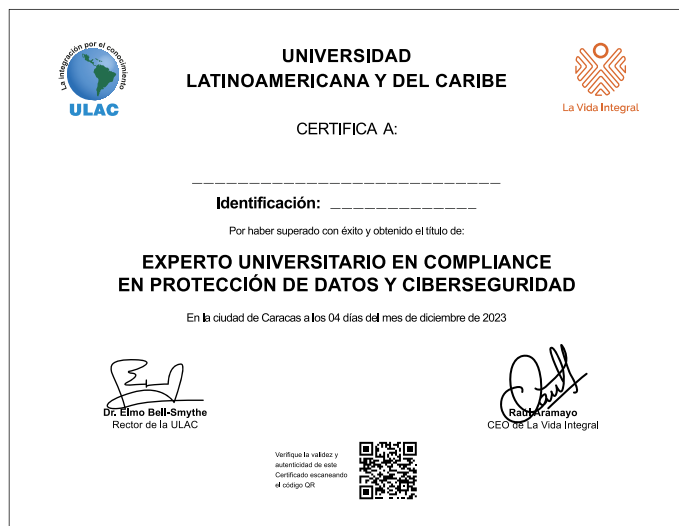 La integración por el conocimiento
ULAC
UNIVERSIDAD
LATINOAMERICANA Y DEL CARIBE
La Vida Integral
CERTIFICA A:
Identificación:
Por haber superado con éxito y obtenido el título de:
EXPERTO UNIVERSITARIO EN COMPLIANCE
EN PROTECCIÓN DE DATOS Y CIBERSEGURIDAD
En la ciudad de Caracas a los 04 días del mes de diciembre de 2023
Dr. Elmo Bell-Smythe
Rector de la ULAC
Raúl Aramayo
CEO de La Vida Integral
Verifique la validez y
autenticidad de este
Certificado escaneando
el código QR